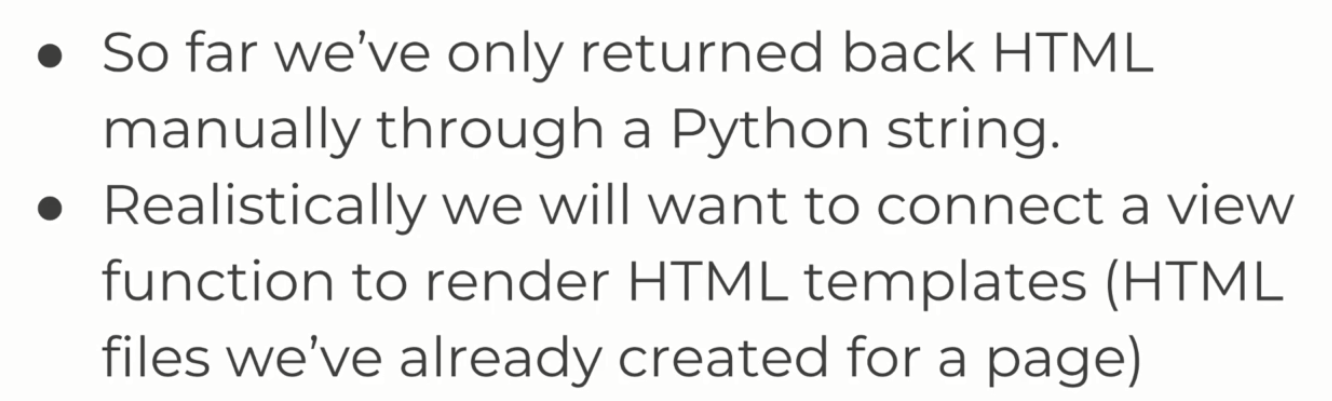 ● So far we’ve only returned back HTML
manually through a Python string.
● Realistically we will want to connect a view
function to render HTML templates (HTML
files we’ve already created for a page)